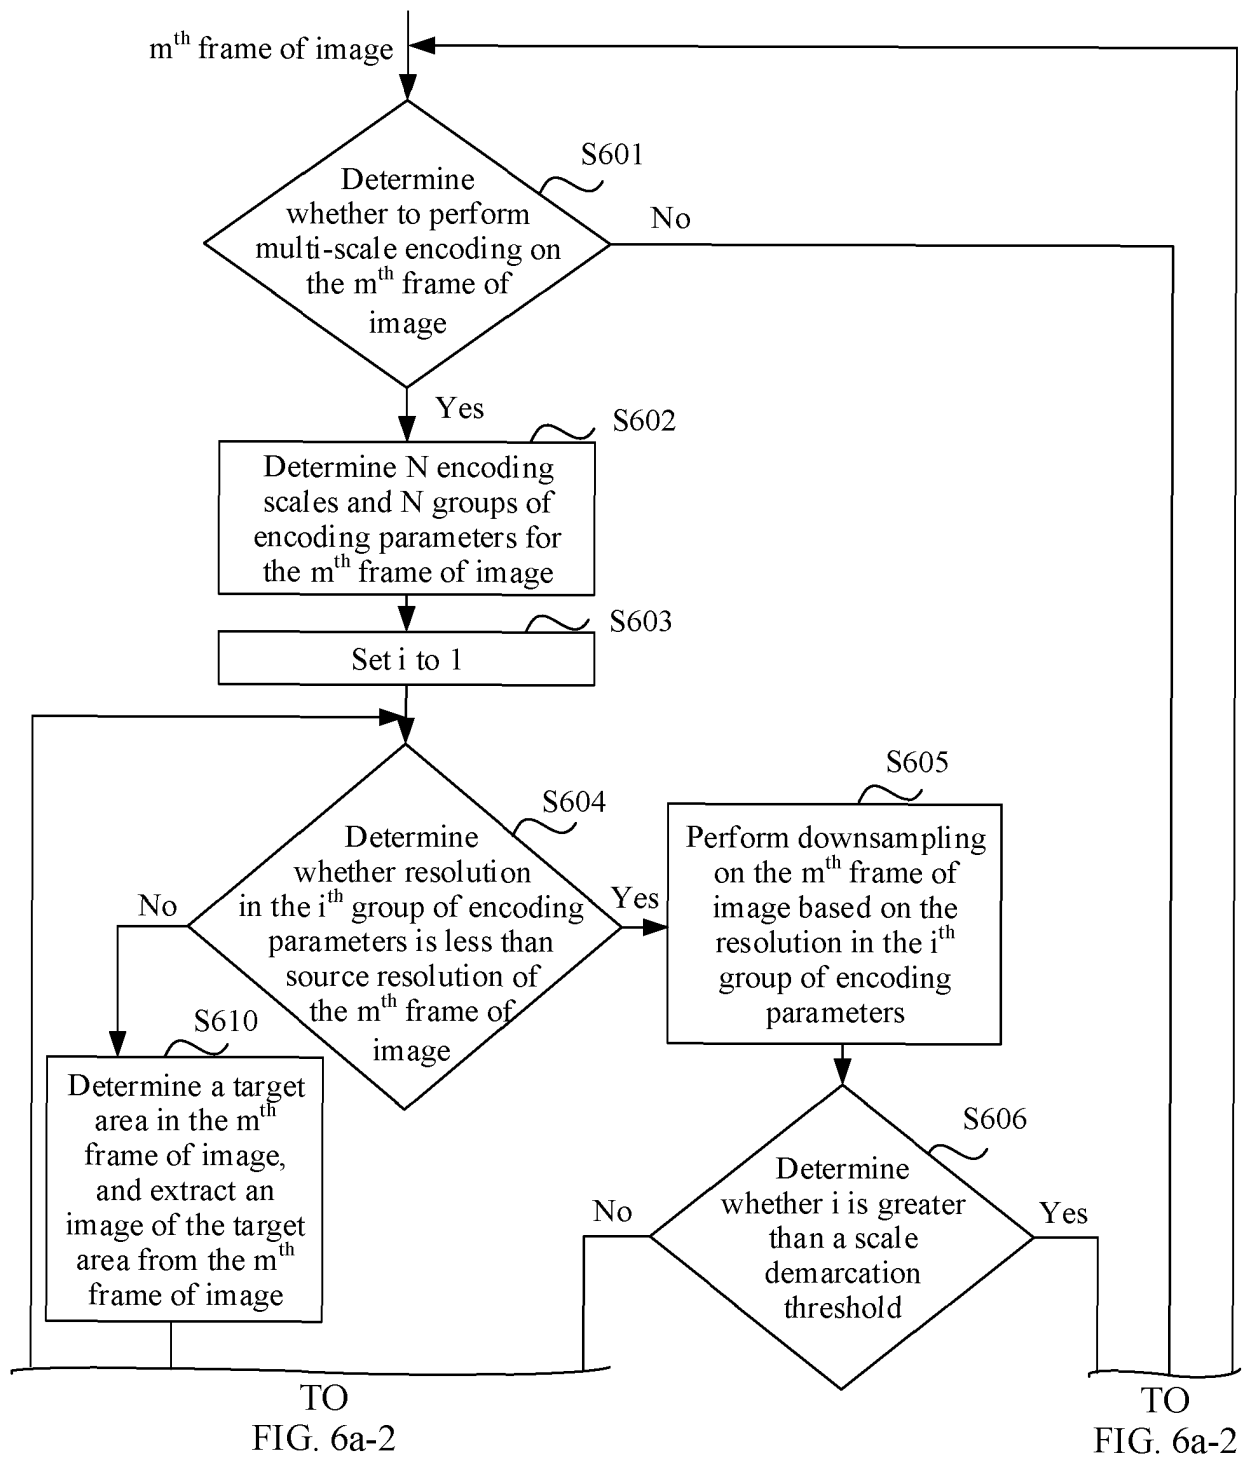 mth frame of image
S601
Determine
whether to perform
multi-scale encoding on
the mth frame of
image
No
Yes
S602
Determine N encoding
scales and N groups of
encoding parameters for
the mth frame of image
S603
Set i to 1
S604
Determine
whether resolution
in the ith group of encoding
parameters is less than
source resolution of
the mth frame of
image
No
Yes
S605
Perform downsampling
on the mth frame of
image based on the
resolution in the ith
group of encoding
parameters
S610
Determine a target
area in the mth
frame of image,
and extract an
image of the target
area from the mth
frame of image
S606
Determine
whether i is greater
than a scale
demarcation
threshold
No
Yes
TO
FIG. 6a-2
TO
FIG. 6a-2